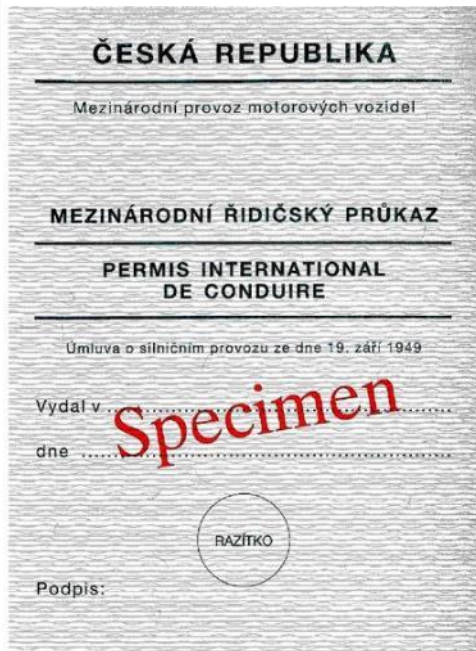 ČESKÁ REPUBLIKA
Mezinárodní provoz motorových vozidel
MEZINÁRODNÍ ŘIDIČSKÝ PRŮKAZ
PERMIS INTERNATIONAL
DE CONDUIRE
Úmluva o silničním provozu ze dne 19. září 1949
Vydal v ............................................................
dne ................................................................
Specimen
RAZÍTKO
Podpis: